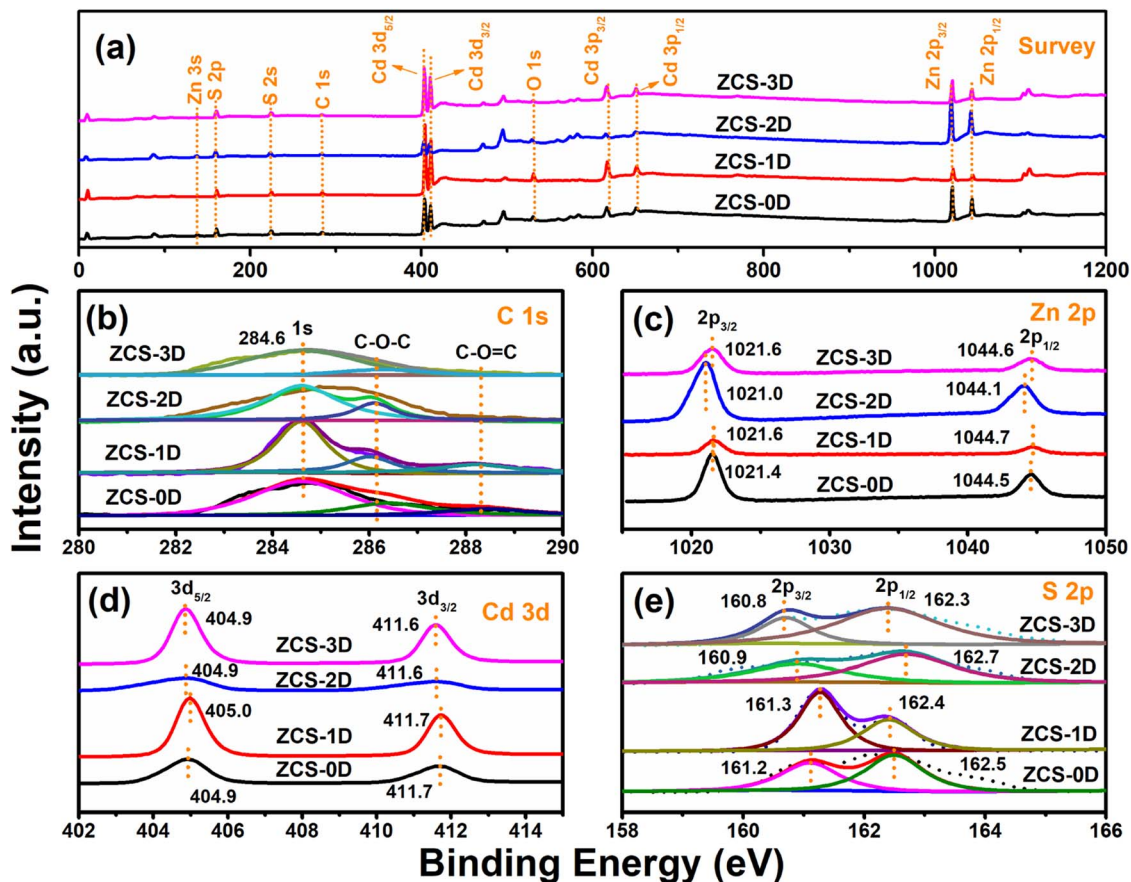 Intensity (a.u.)
(a)
Survey
Zn 3s
S 2p
S 2s
C 1s
Cd 3d5/2
Cd 3d3/2
O 1s
Cd 3p3/2
Cd 3p1/2
Zn 2p3/2
Zn 2p1/2
ZCS-3D
ZCS-2D
ZCS-1D
ZCS-0D
0 200 400 600 800 1000 1200
(b)
C 1s
284.6
1s
C-O-C
C-O=C
ZCS-3D
ZCS-2D
ZCS-1D
ZCS-0D
280 282 284 286 288 290
(c)
Zn 2p
2p3/2
2p1/2
1021.6 ZCS-3D 1044.6
1021.0 ZCS-2D 1044.1
1021.6 ZCS-1D 1044.7
1021.4 ZCS-0D 1044.5
1020 1030 1040 1050
(d)
Cd 3d
3d5/2
3d3/2
404.9 411.6
ZCS-3D
404.9 411.6
ZCS-2D
405.0 411.7
ZCS-1D
ZCS-0D
404.9 411.7
402 404 406 408 410 412 414
(e)
S 2p
2p3/2
2p1/2
160.8 162.3
ZCS-3D
160.9 162.7
ZCS-2D
161.3 162.4
ZCS-1D
161.2 162.5
ZCS-0D
158 160 162 164 166
Binding Energy (eV)